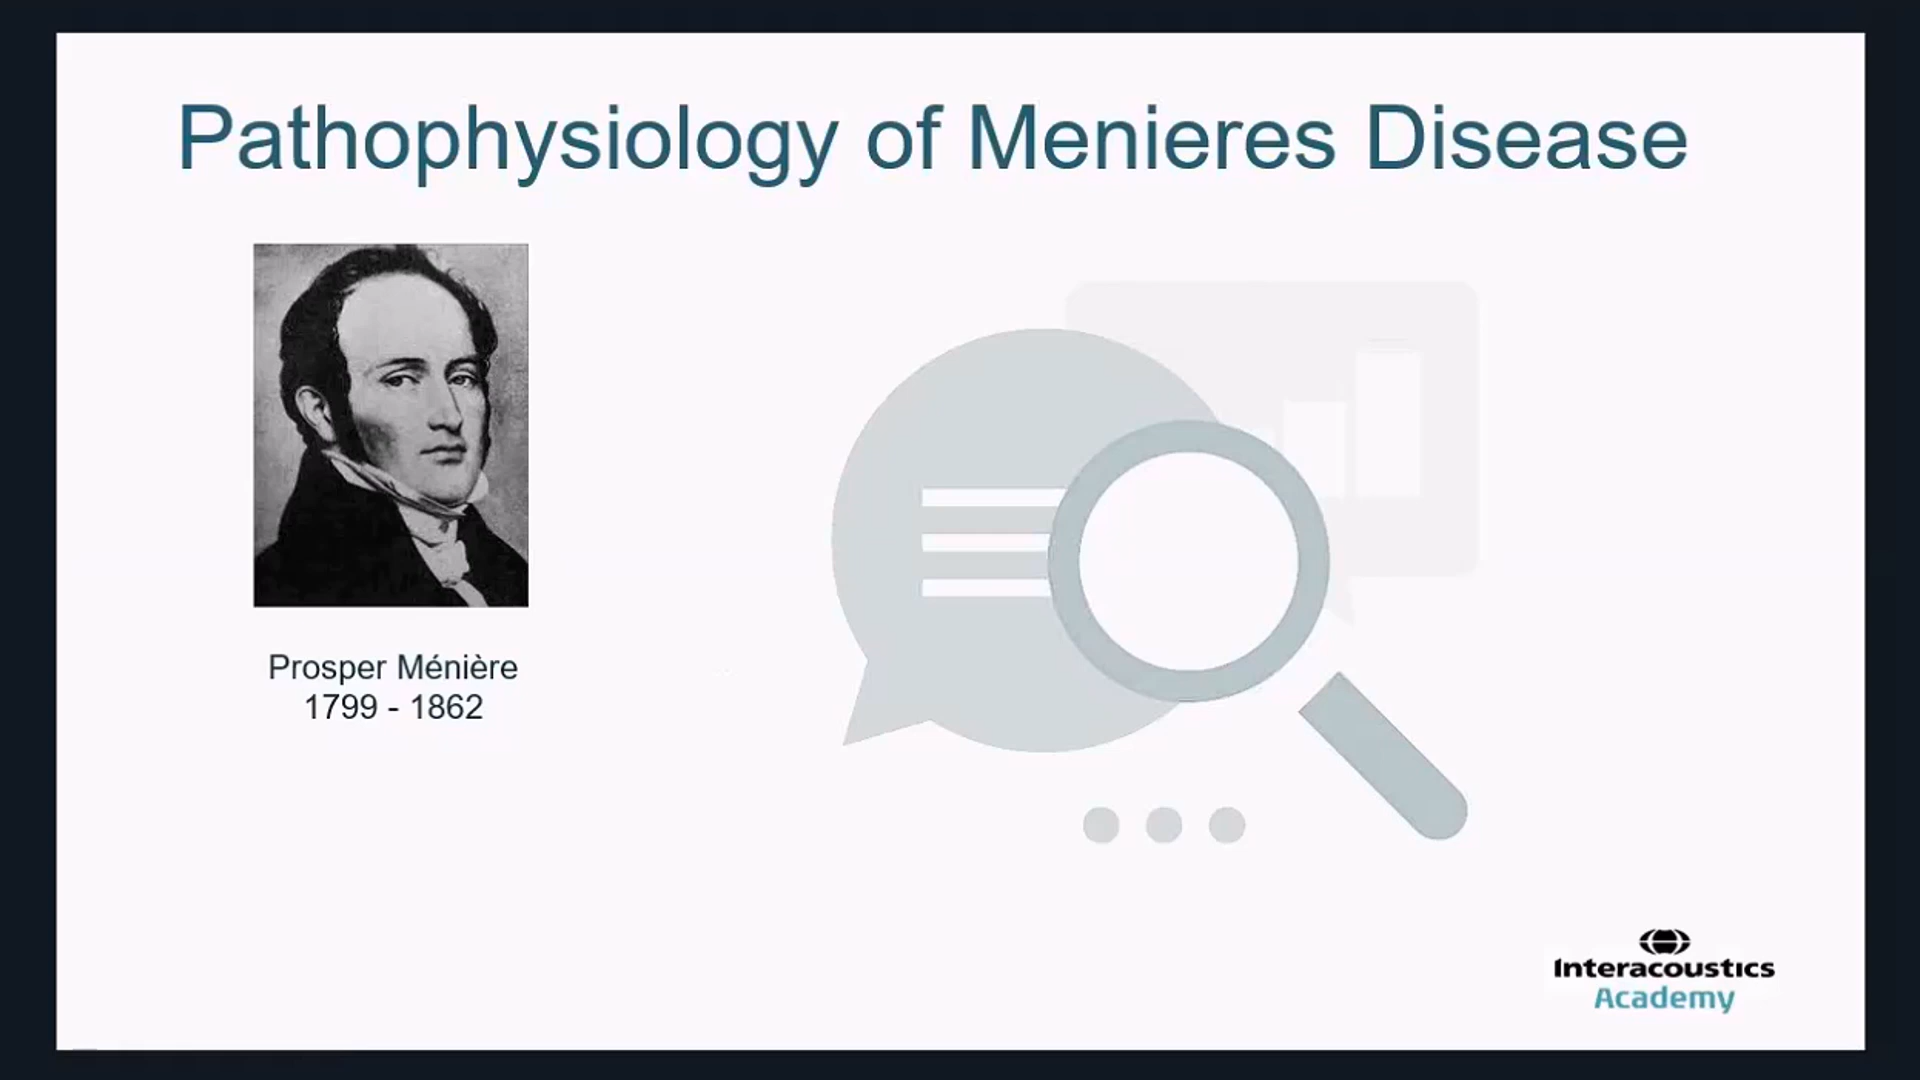 Pathophysiology of Menieres Disease
Prosper Ménière
1799 - 1862
Interacoustics
Academy